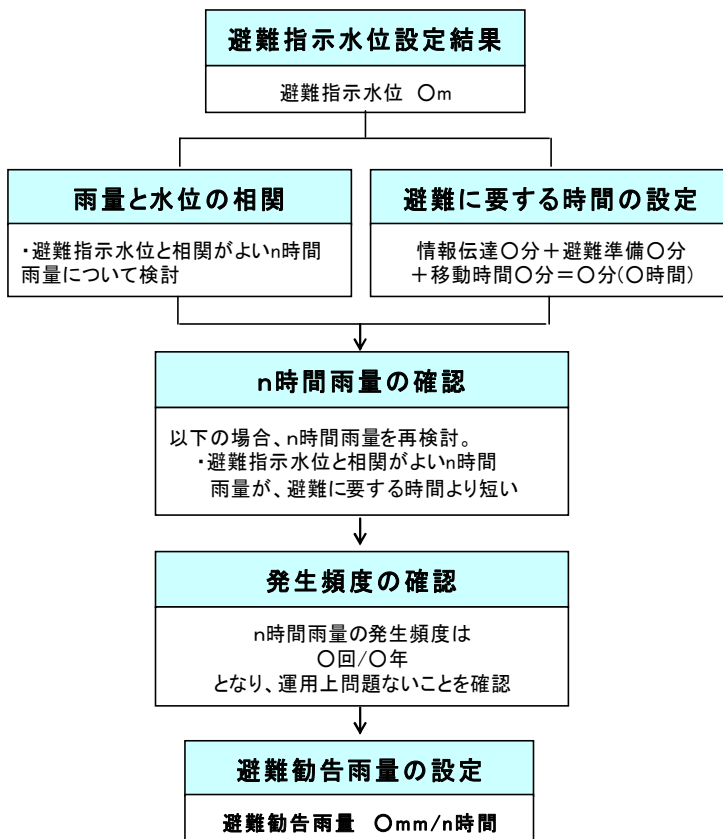 避難指示水位設定結果
避難指示水位 〇m
雨量と水位の相関
・避難指示水位と相関がよいn時間
雨量について検討
避難に要する時間の設定
情報伝達〇分＋避難準備〇分
＋移動時間〇分＝〇分(〇時間)
n時間雨量の確認
以下の場合、n時間雨量を再検討。
・避難指示水位と相関がよいn時間
雨量が、避難に要する時間より短い
発生頻度の確認
n時間雨量の発生頻度は
〇回/〇年
となり、運用上問題ないことを確認
避難勧告雨量の設定
避難勧告雨量 〇mm/n時間